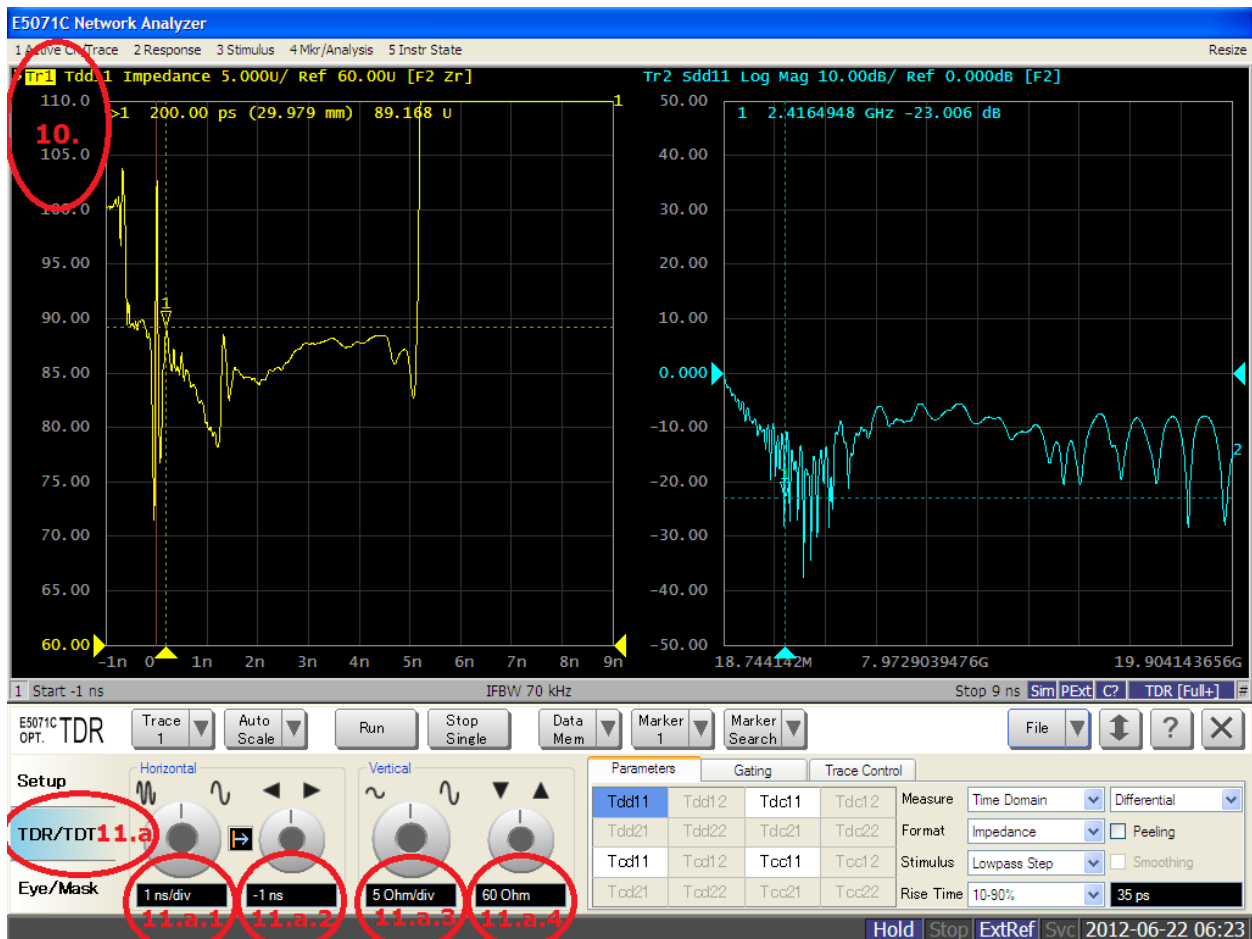 E5071C Network Analyzer
1 Active Ch/Trace 2 Response 3 Stimulus 4 Mkr/Analysis 5 Instr State Resize
Tr1 Tdd11 Impedance 5.000U/ Ref 60.00U [F2 Zr]
110.0
10.
105.0
100.0
95.00
90.00
85.00
80.00
75.00
70.00
65.00
60.00
>1 200.00 ps (29.979 mm) 89.168 U
1
1
-1n 0 1n 2n 3n 4n 5n 6n 7n 8n 9n
Tr2 Sdd11 Log Mag 10.00dB/ Ref 0.000dB [F2]
50.00
40.00
30.00
20.00
10.00
0.000
-10.00
-20.00
-30.00
-40.00
-50.00
1 2.4164948 GHz -23.006 dB
1
2
18.744142M 7.9729039476G 19.904143656G
1 Start -1 ns IFBW 70 kHz Stop 9 ns Sim PExt C? TDR [Full+] #
E5071C OPT. TDR
Trace 1
Auto Scale
Run
Stop Single
Data Mem
Marker 1
Marker Search
File
?
Setup
TDR/TDT 11.a
Eye/Mask
Horizontal
1 ns/div
-1 ns
11.a.1 11.a.2
Vertical
5 Ohm/div
60 Ohm
11.a.3 11.a.4
Parameters Gating Trace Control
Tdd11 Tdd12 Tdc11 Tdc12
Tdd21 Tdd22 Tdc21 Tdc22
Tcd11 Tcd12 Tcc11 Tcc12
Tcd21 Tcd22 Tcc21 Tcc22
Measure Time Domain Differential
Format Impedance Peeling
Stimulus Lowpass Step Smoothing
Rise Time 10-90% 35 ps
Hold Stop ExtRef Svc 2012-06-22 06:23